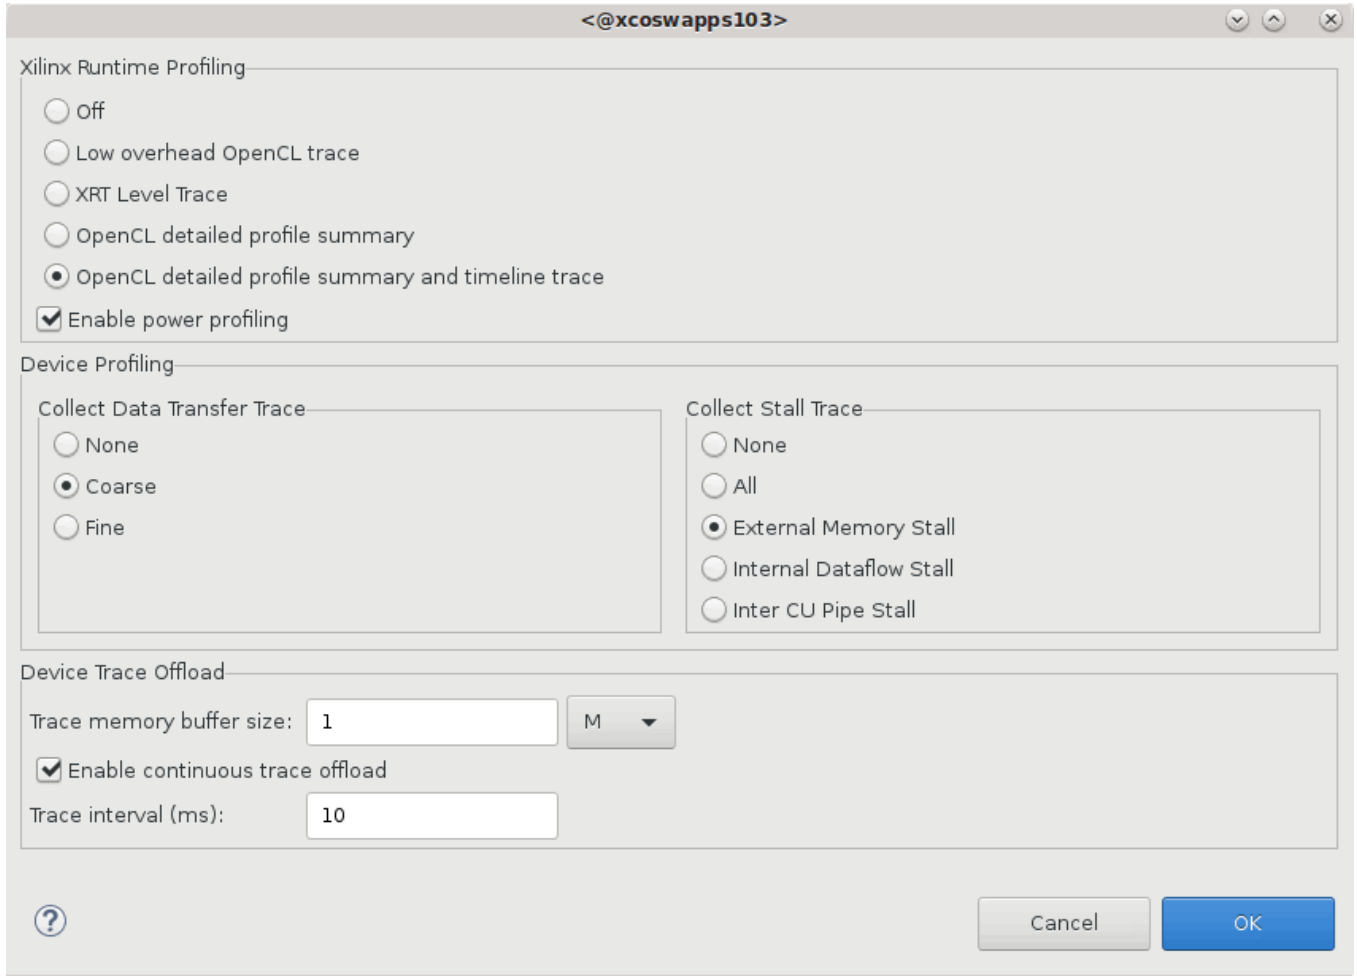 <@xcoswapps103>
Xilinx Runtime Profiling
Off
Low overhead OpenCL trace
XRT Level Trace
OpenCL detailed profile summary
OpenCL detailed profile summary and timeline trace
Enable power profiling
Device Profiling
Collect Data Transfer Trace
None
Coarse
Fine
Collect Stall Trace
None
All
External Memory Stall
Internal Dataflow Stall
Inter CU Pipe Stall
Device Trace Offload
Trace memory buffer size: 1 M
Enable continuous trace offload
Trace interval (ms): 10
? Cancel OK